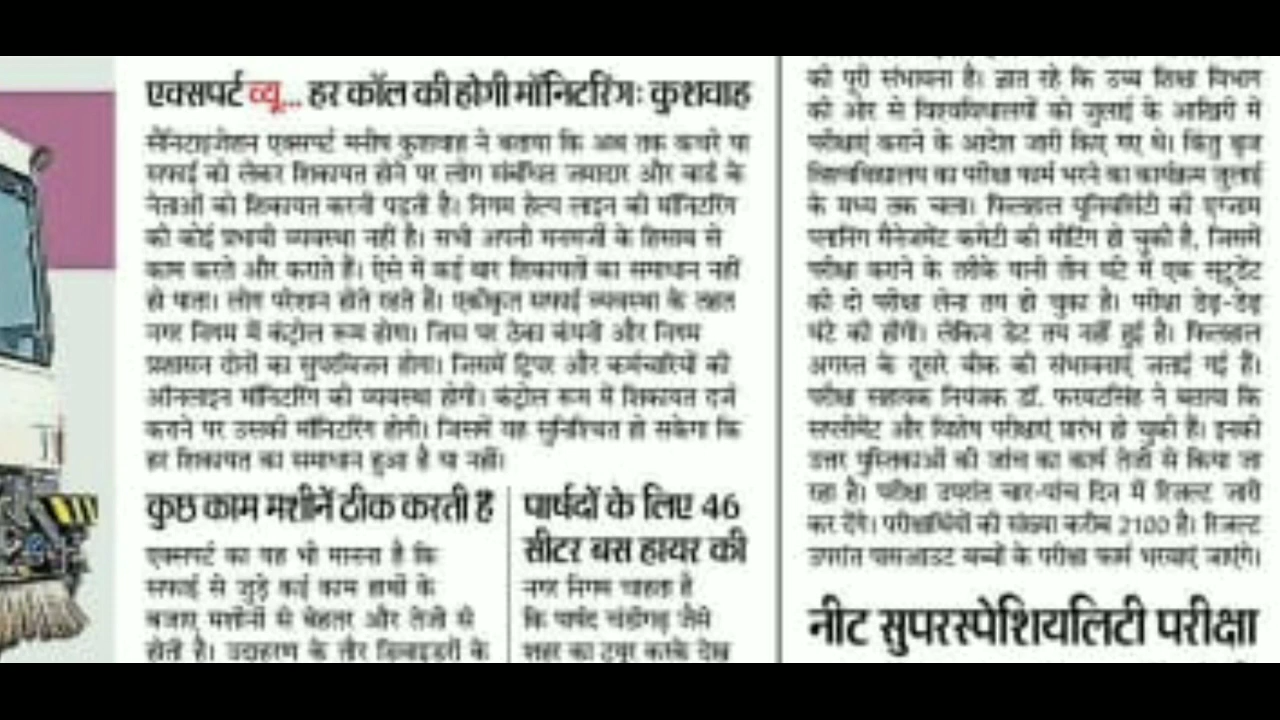 एक्सपर्ट व्यू... हर कॉल की होगी मॉनिटरिंग: कुशवाह
सैनिटाइजेशन एक्सपर्ट मनीष कुशवाह ने बताया कि अब तक कचरे या
सफाई को लेकर शिकायत होने पर लोग संबंधित जमादार और वार्ड के
नेताओं को शिकायत करनी पड़ती है। निगम हेल्प लाइन की मॉनिटरिंग
की कोई प्रभावी व्यवस्था नहीं है। सभी अपनी मनमर्जी के हिसाब से
काम करते और कराते हैं। ऐसे में कई बार शिकायतों का समाधान नहीं
हो पाता। लोग परेशान होते रहते हैं। एकीकृत सफाई व्यवस्था के तहत
नगर निगम में कंट्रोल रूम होगा। जिस पर ठेका कंपनी और निगम
प्रशासन दोनों का सुपरविजन होगा। जिसमें ट्रिपर और कर्मचारियों की
ऑनलाइन मॉनिटरिंग की व्यवस्था होगी। कंट्रोल रूम में शिकायत दर्ज
कराने पर उसकी मॉनिटरिंग होगी। जिसमें यह सुनिश्चित हो सकेगा कि
हर शिकायत का समाधान हुआ है या नहीं।
कुछ काम मशीनें ठीक करती हैं
एक्सपर्ट का यह भी मानना है कि
सफाई से जुड़े कई काम हाथों के
बजाए मशीनों से बेहतर और तेजी से
होती है। उदाहरण के तौर डिवाइडरों के
पार्षदों के लिए 46
सीटर बस हायर की
नगर निगम चाहता है
कि पार्षद चंडीगढ़ जैसे
शहर का टूयर करके देख
की पूरी संभावना है। ज्ञात रहे कि उच्च शिक्षा विभाग
की ओर से विश्वविद्यालयों को जुलाई के आखिरी में
परीक्षाएं कराने के आदेश जारी किए गए थे। किंतु बृज
विश्वविद्यालय का परीक्षा फार्म भरने का कार्यक्रम जुलाई
के मध्य तक चला। फिलहाल यूनिवर्सिटी की एग्जाम
प्लानिंग मैनेजमेंट कमेटी की मीटिंग हो चुकी है, जिसमें
परीक्षा कराने के तरीके यानी तीन घंटे में एक स्टूडेंट
की दो परीक्षा लेना तय हो चुका है। परीक्षा डेढ़-डेढ़
घंटे की होंगी। लेकिन डेट तय नहीं हुई है। फिलहाल
अगस्त के दूसरे वीक की संभावनाएं जताई गई हैं।
परीक्षा सहायक नियंत्रक डॉ. फरवटसिंह ने बताया कि
सप्लीमेंट और विशेष परीक्षाएं प्रारंभ हो चुकी हैं। इनकी
उत्तर पुस्तिकाओं की जांच का कार्य तेजी से किया जा
रहा है। परीक्षा उपरांत चार-पांच दिन में रिजल्ट जारी
कर देंगे। परीक्षार्थियों की संख्या करीब 2100 है। रिजल्ट
उपरांत पासआउट बच्चों के परीक्षा फार्म भरवाएं जाएंगे।
नीट सुपरस्पेशियलिटी परीक्षा